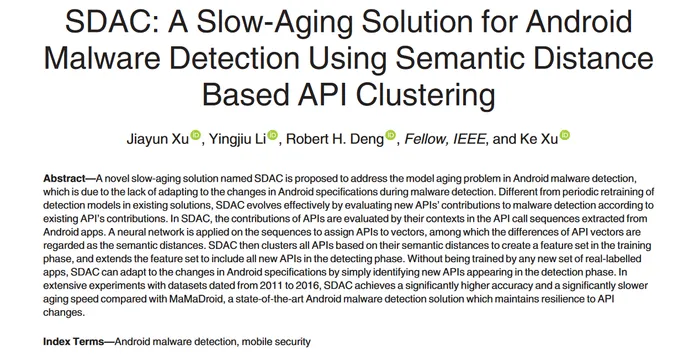 SDAC: A Slow-Aging Solution for Android
Malware Detection Using Semantic Distance
Based API Clustering
Jiayun Xu, Yingjiu Li, Robert H. Deng, Fellow, IEEE, and Ke Xu
Abstract—A novel slow-aging solution named SDAC is proposed to address the model aging problem in Android malware detection,
which is due to the lack of adapting to the changes in Android specifications during malware detection. Different from periodic retraining of
detection models in existing solutions, SDAC evolves effectively by evaluating new APIs' contributions to malware detection according to
existing API's contributions. In SDAC, the contributions of APIs are evaluated by their contexts in the API call sequences extracted from
Android apps. A neural network is applied on the sequences to assign APIs to vectors, among which the differences of API vectors are
regarded as the semantic distances. SDAC then clusters all APIs based on their semantic distances to create a feature set in the training
phase, and extends the feature set to include all new APIs in the detecting phase. Without being trained by any new set of real-labelled
apps, SDAC can adapt to the changes in Android specifications by simply identifying new APIs appearing in the detection phase. In
extensive experiments with datasets dated from 2011 to 2016, SDAC achieves a significantly higher accuracy and a significantly slower
aging speed compared with MaMaDroid, a state-of-the-art Android malware detection solution which maintains resilience to API
changes.
Index Terms—Android malware detection, mobile security